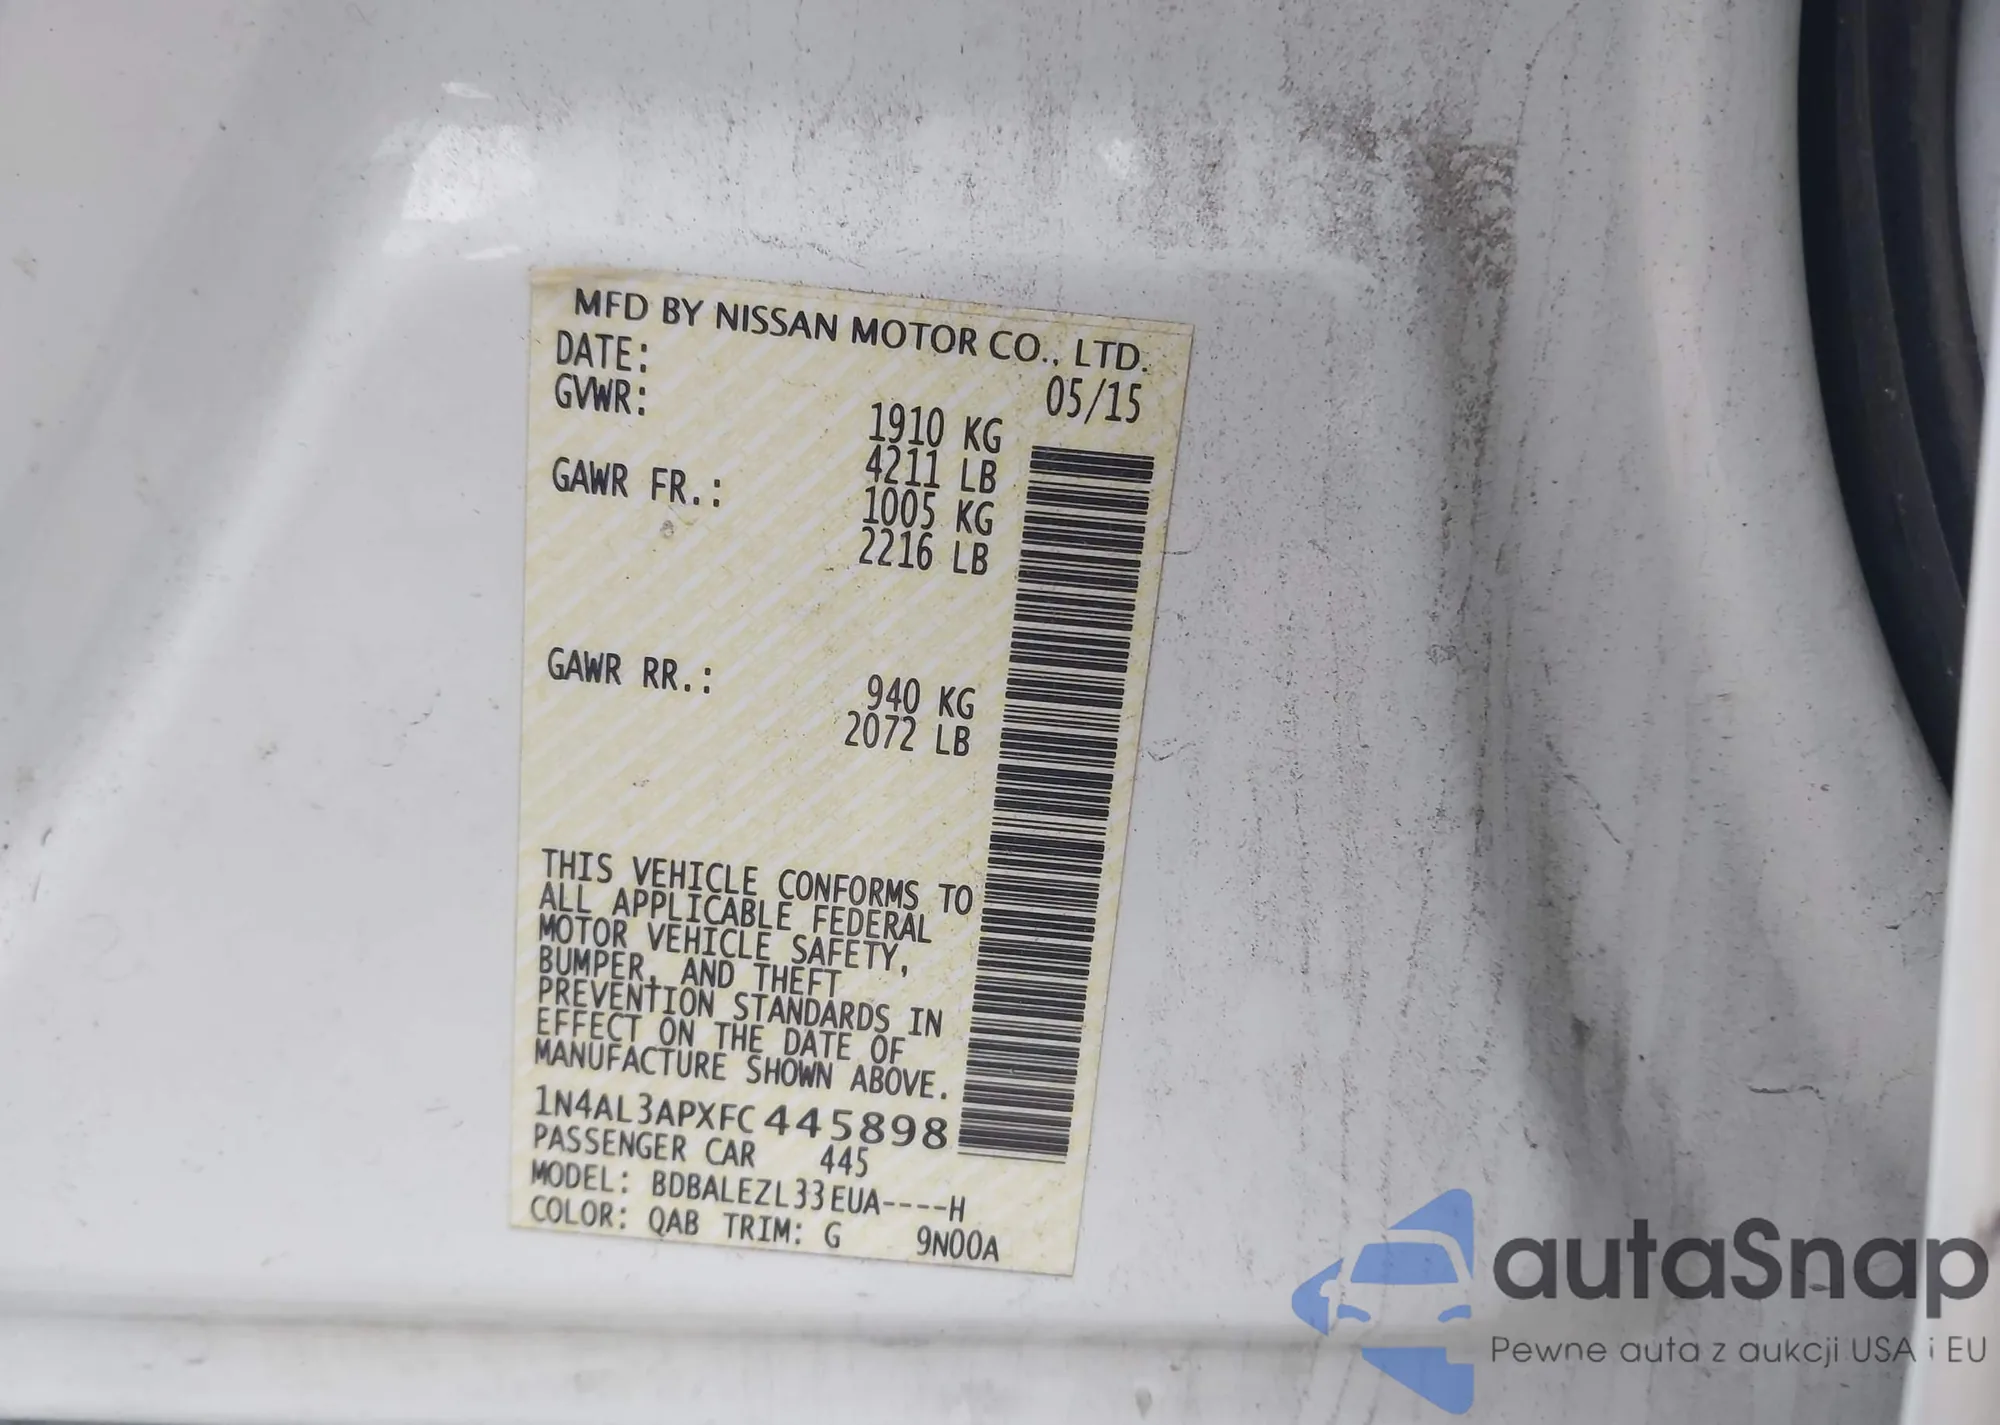 MFD BY NISSAN MOTOR CO., LTD.
DATE: 05/15
GVWR: 1910 KG
4211 LB
GAWR FR.: 1005 KG
2216 LB
GAWR RR.: 940 KG
2072 LB
THIS VEHICLE CONFORMS TO
ALL APPLICABLE FEDERAL
MOTOR VEHICLE SAFETY,
BUMPER, AND THEFT
PREVENTION STANDARDS IN
EFFECT ON THE DATE OF
MANUFACTURE SHOWN ABOVE.
1N4AL3APXFC445898
PASSENGER CAR 445
MODEL: BDBALEZL33EUA----H
COLOR: QAB TRIM: G 9N00A
autaSnap
Pewne auta z aukcji USA i EU